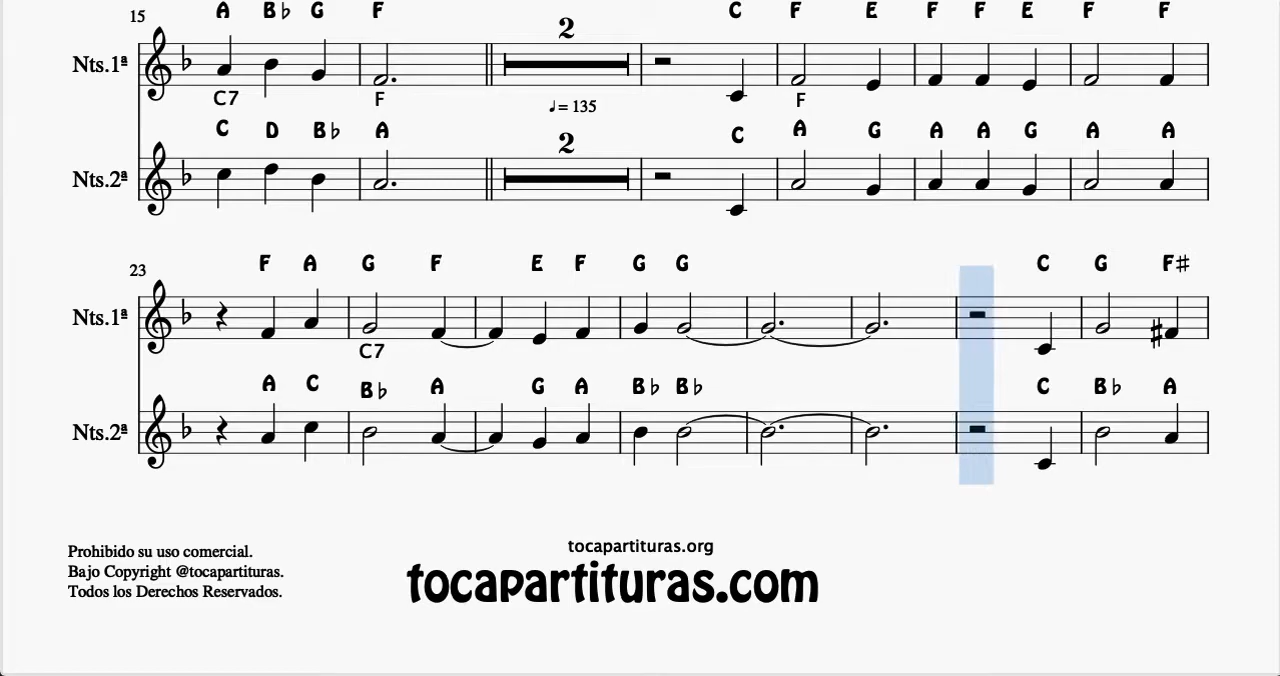 15 A B♭ G F C F E F F E F F
2
Nts.1ª
C7 F ♩= 135 F
C D B♭ A C A G A A G A A
2
Nts.2ª
23 F A G F E F G G C G F♯
Nts.1ª
C7
A C B♭ A G A B♭ B♭ C B♭ A
Nts.2ª
Prohibido su uso comercial.
Bajo Copyright @tocapartituras.
Todos los Derechos Reservados.
tocapartituras.org
tocapartituras.com